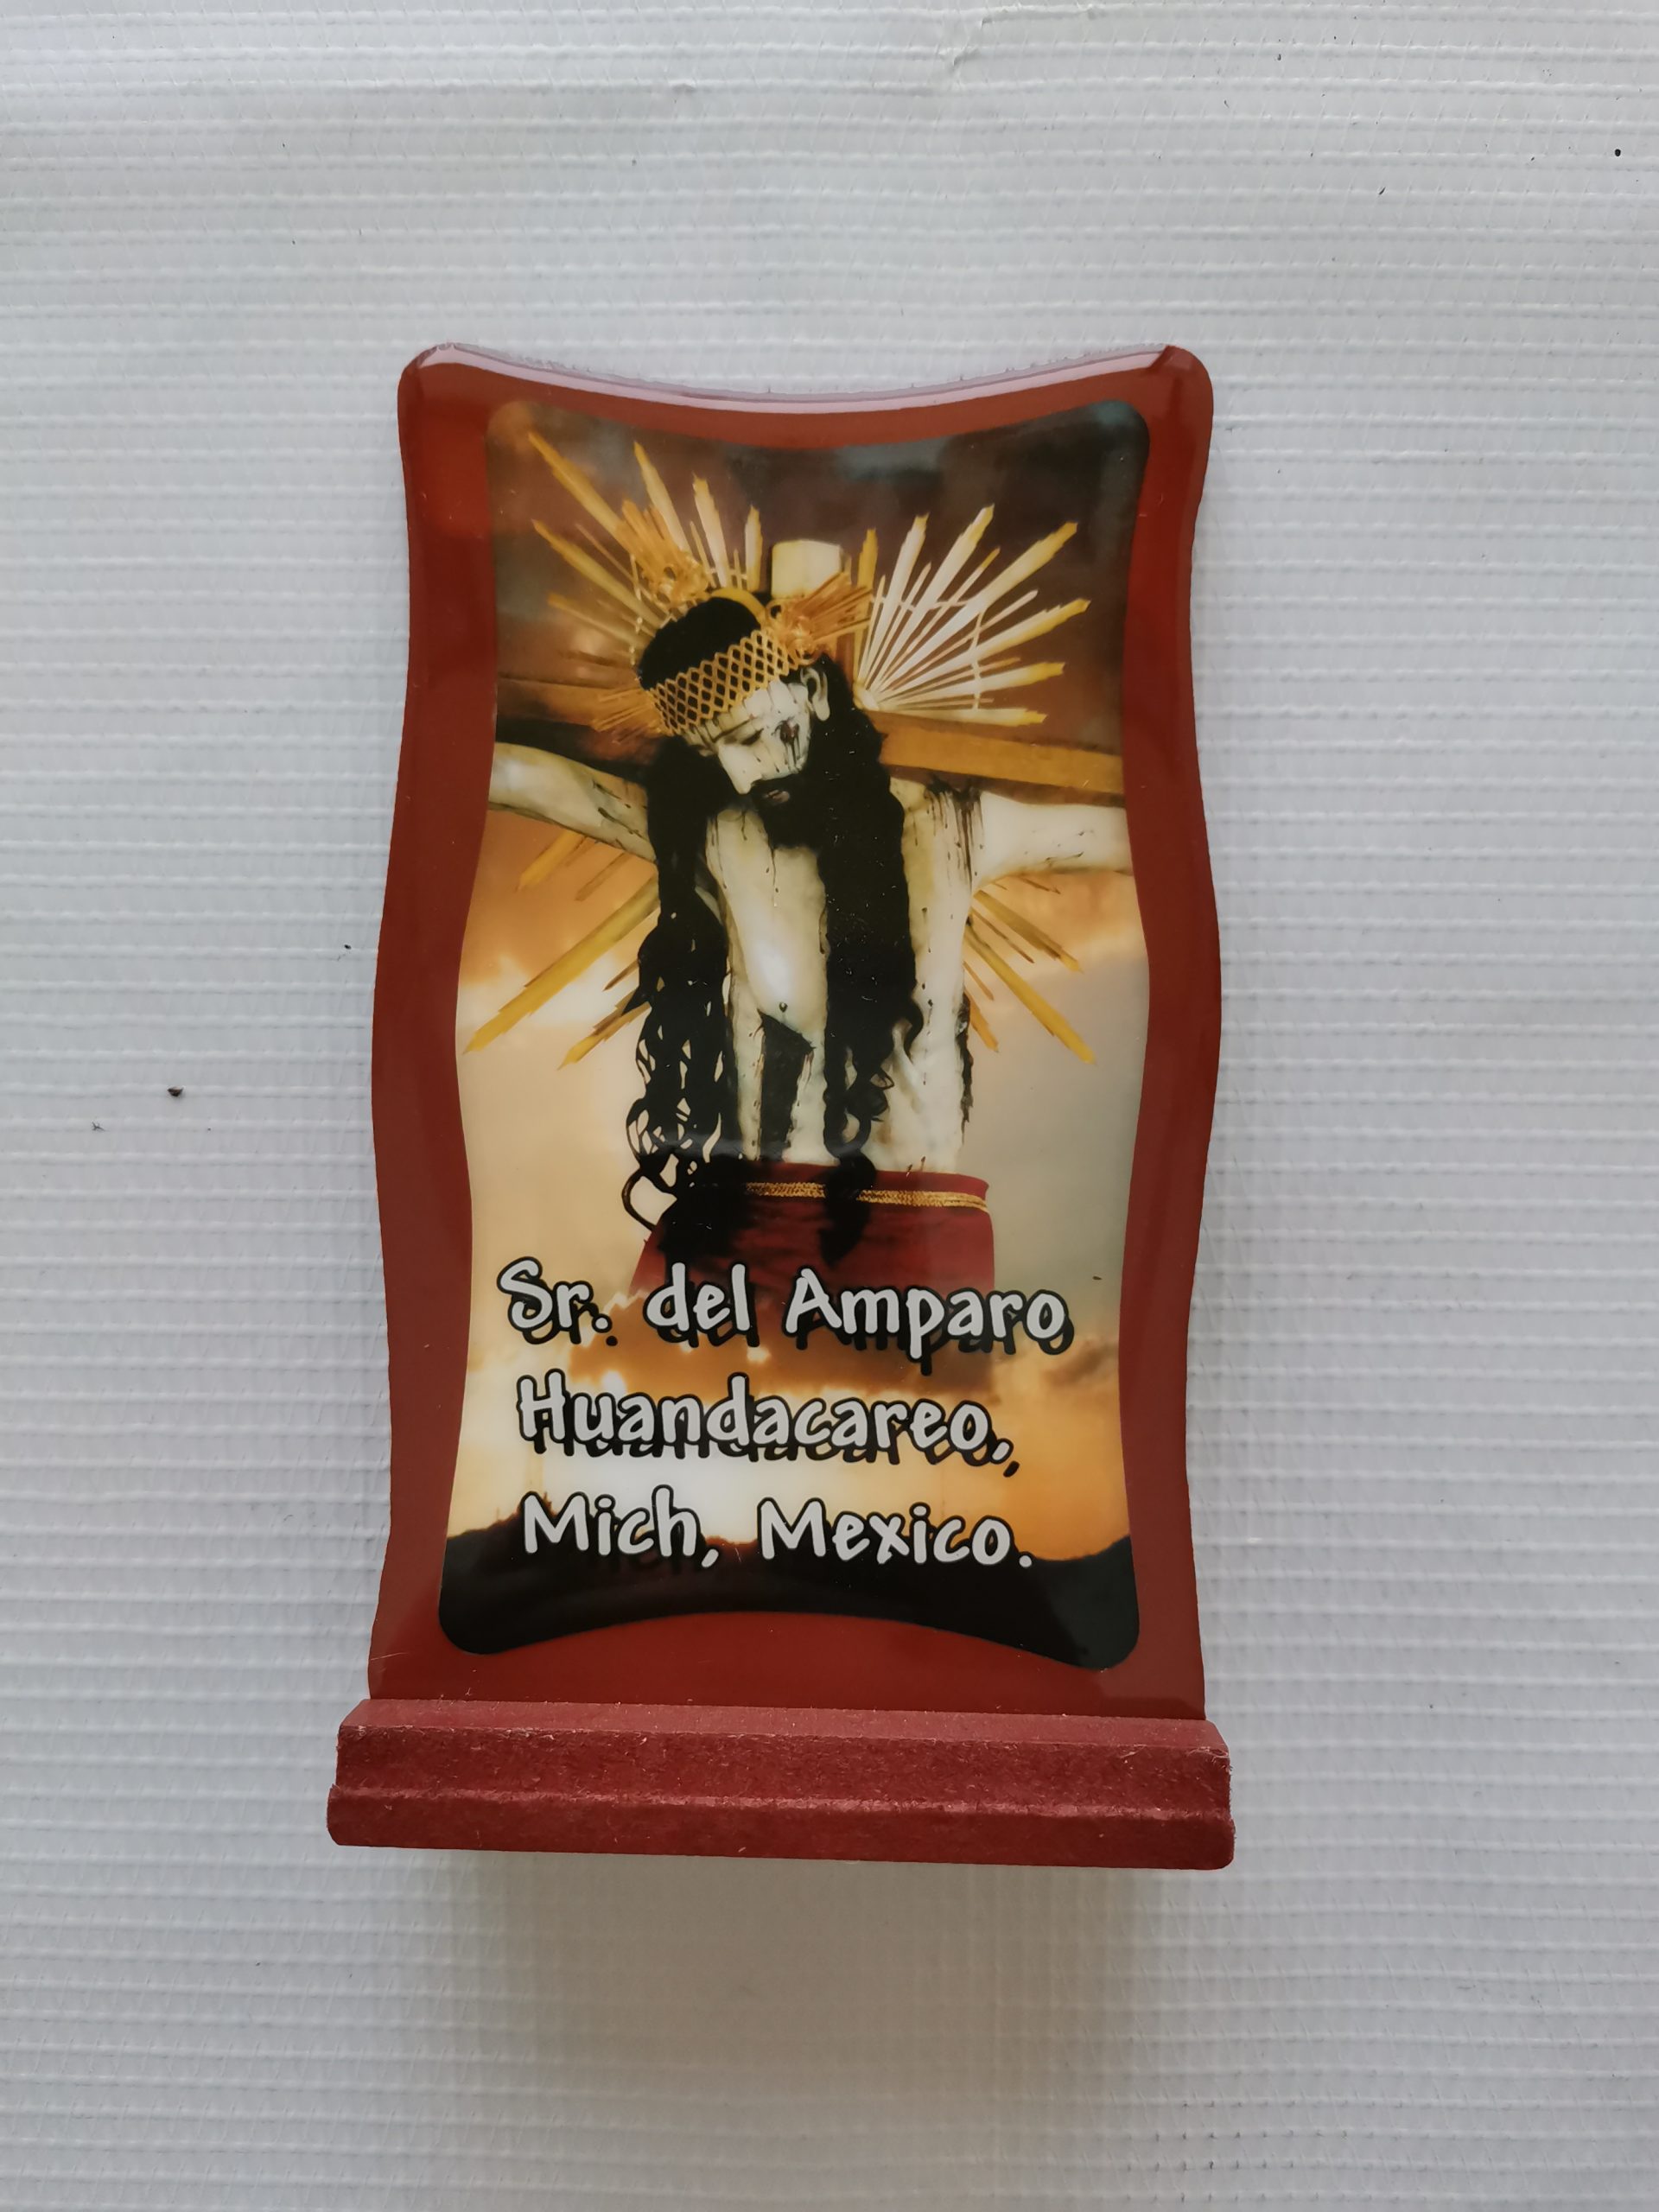 Sr. del Amparo
Huandacareo,
Mich, Mexico.